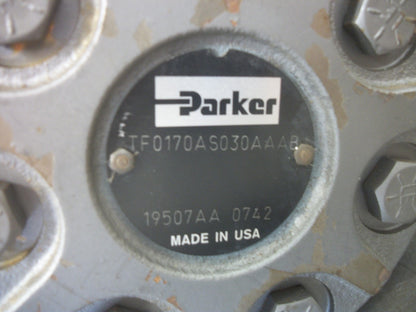 Parker
TF0170AS030AAAB
19507AA 0742
MADE IN USA